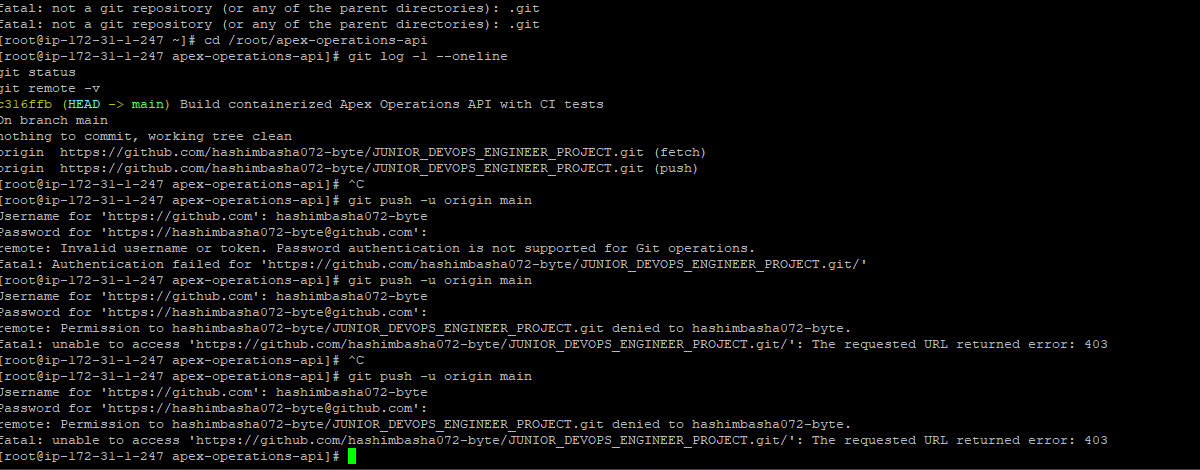 fatal: not a git repository (or any of the parent directories): .git
fatal: not a git repository (or any of the parent directories): .git
[root@ip-172-31-1-247 ~]# cd /root/apex-operations-api
[root@ip-172-31-1-247 apex-operations-api]# git log -1 --oneline
git status
git remote -v
c316ffb (HEAD -> main) Build containerized Apex Operations API with CI tests
On branch main
nothing to commit, working tree clean
origin  https://github.com/hashimbasha072-byte/JUNIOR_DEVOPS_ENGINEER_PROJECT.git (fetch)
origin  https://github.com/hashimbasha072-byte/JUNIOR_DEVOPS_ENGINEER_PROJECT.git (push)
[root@ip-172-31-1-247 apex-operations-api]# ^C
[root@ip-172-31-1-247 apex-operations-api]# git push -u origin main
Username for 'https://github.com': hashimbasha072-byte
Password for 'https://hashimbasha072-byte@github.com':
remote: Invalid username or token. Password authentication is not supported for Git operations.
fatal: Authentication failed for 'https://github.com/hashimbasha072-byte/JUNIOR_DEVOPS_ENGINEER_PROJECT.git/'
[root@ip-172-31-1-247 apex-operations-api]# git push -u origin main
Username for 'https://github.com': hashimbasha072-byte
Password for 'https://hashimbasha072-byte@github.com':
remote: Permission to hashimbasha072-byte/JUNIOR_DEVOPS_ENGINEER_PROJECT.git denied to hashimbasha072-byte.
fatal: unable to access 'https://github.com/hashimbasha072-byte/JUNIOR_DEVOPS_ENGINEER_PROJECT.git/': The requested URL returned error: 403
[root@ip-172-31-1-247 apex-operations-api]# ^C
[root@ip-172-31-1-247 apex-operations-api]# git push -u origin main
Username for 'https://github.com': hashimbasha072-byte
Password for 'https://hashimbasha072-byte@github.com':
remote: Permission to hashimbasha072-byte/JUNIOR_DEVOPS_ENGINEER_PROJECT.git denied to hashimbasha072-byte.
fatal: unable to access 'https://github.com/hashimbasha072-byte/JUNIOR_DEVOPS_ENGINEER_PROJECT.git/': The requested URL returned error: 403
[root@ip-172-31-1-247 apex-operations-api]#